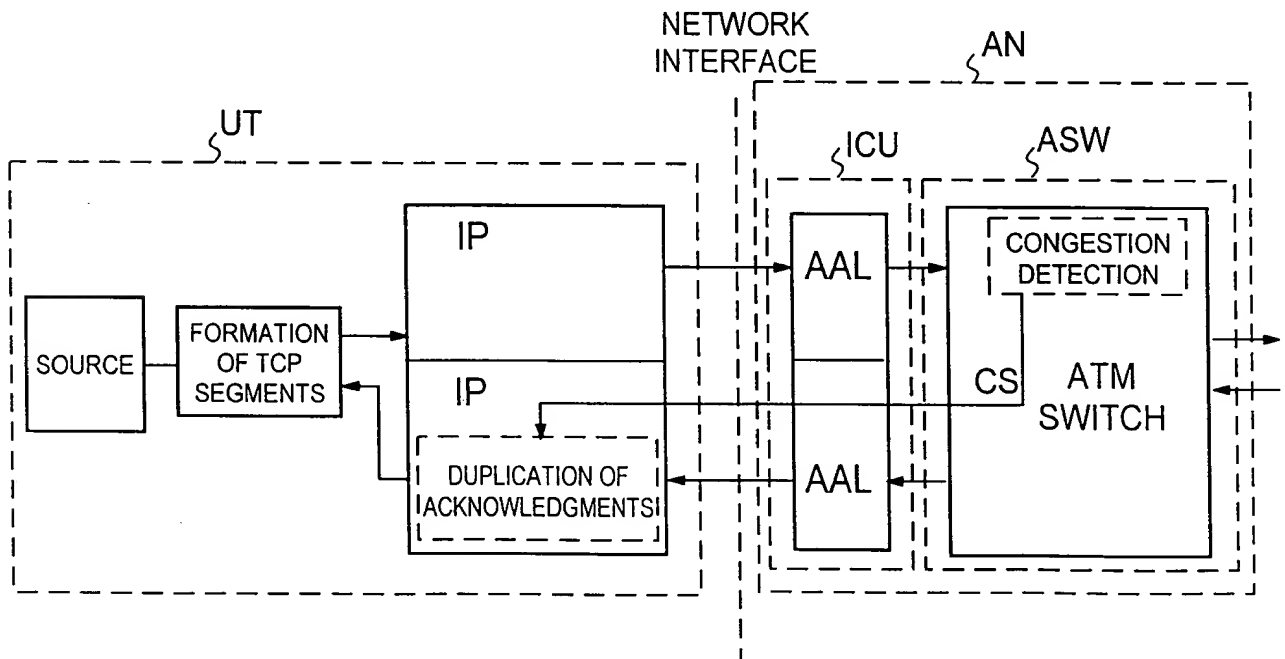 NETWORK
INTERFACE
AN
UT
ICU
ASW
IP
AAL
CONGESTION
DETECTION
SOURCE
FORMATION
OF TCP
SEGMENTS
IP
CS
ATM
SWITCH
DUPLICATION OF
ACKNOWLEDGMENTS
AAL